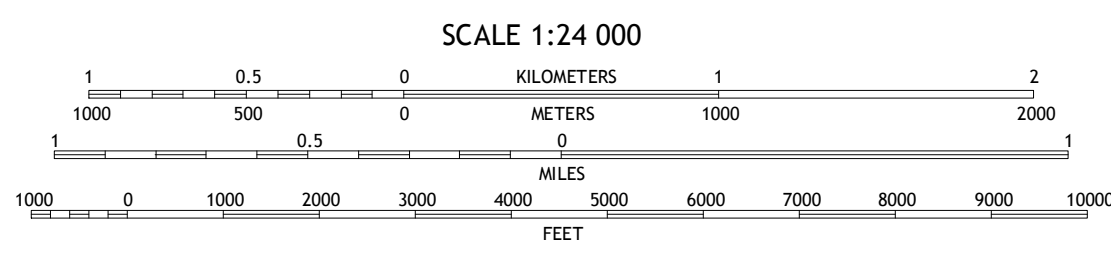 SCALE 1:24 000
1 0.5 0 KILOMETERS 1 2
1000 500 0 METERS 1000 2000
1 0.5 0 1
MILES
1000 0 1000 2000 3000 4000 5000 6000 7000 8000 9000 10000
FEET